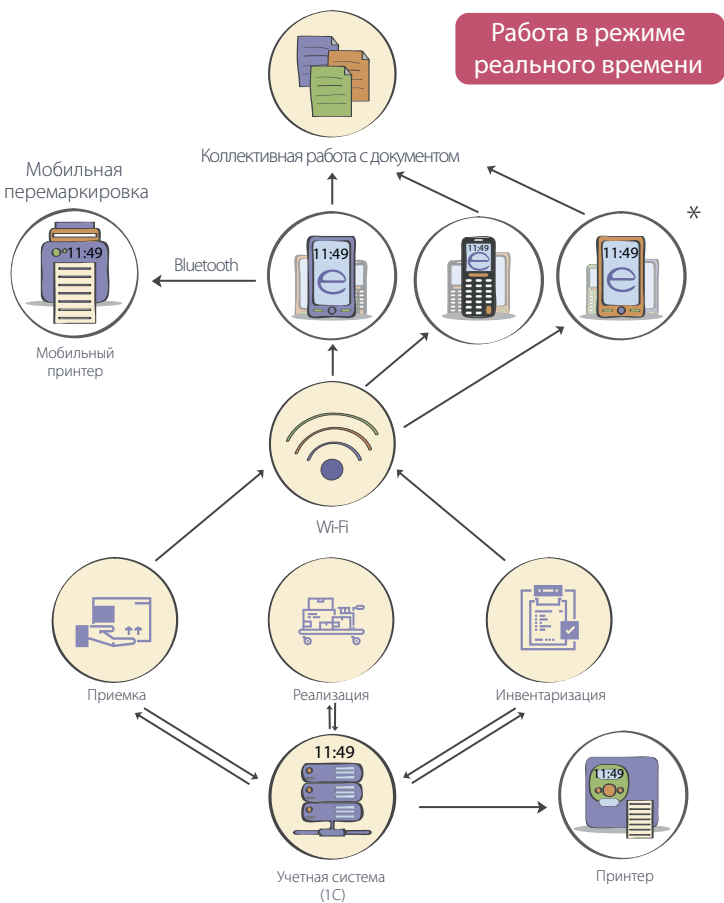 Работа в режиме
реального времени
Коллективная работа с документом
Мобильная
перемаркировка
*
11:49
Bluetooth
11:49
11:49
11:49
Мобильный
принтер
Wi-Fi
Приемка
Реализация
Инвентаризация
11:49
11:49
Учетная система
(1С)
Принтер